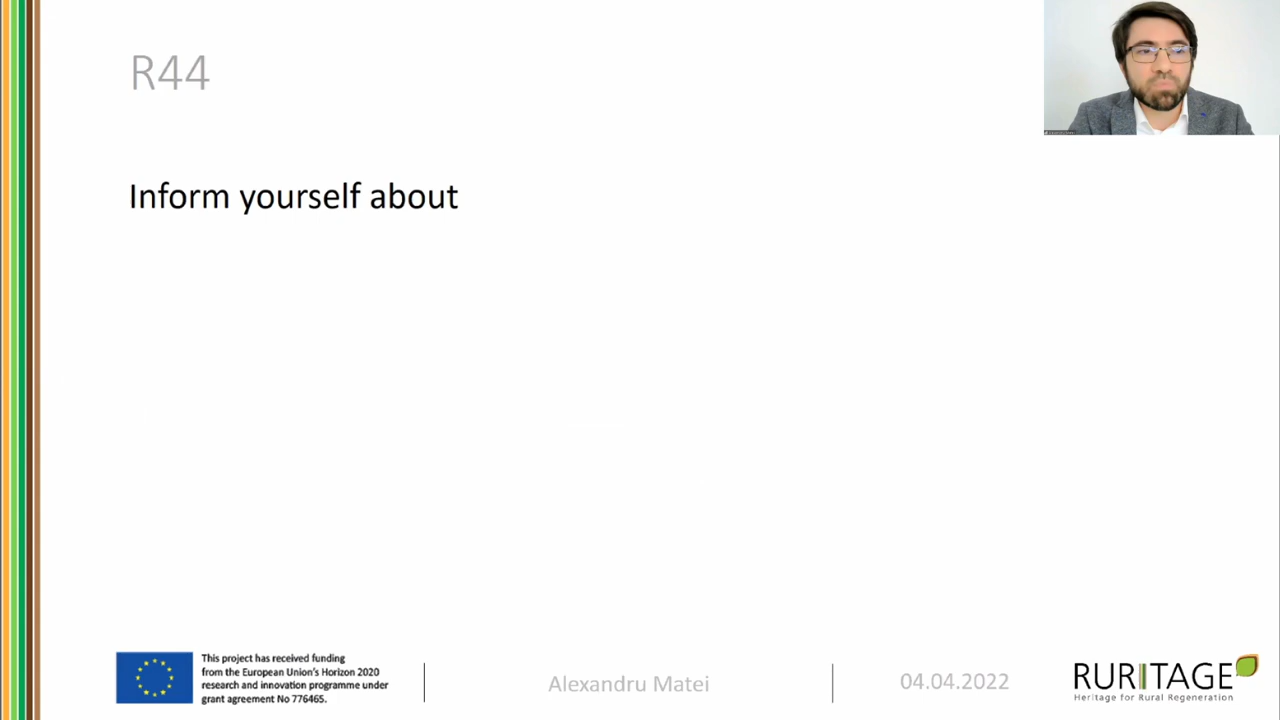 R44
Inform yourself about
This project has received funding
from the European Union's Horizon 2020
research and innovation programme under
grant agreement No 776465.
Alexandru Matei
04.04.2022
RURITAGE
Heritage for Rural Regeneration